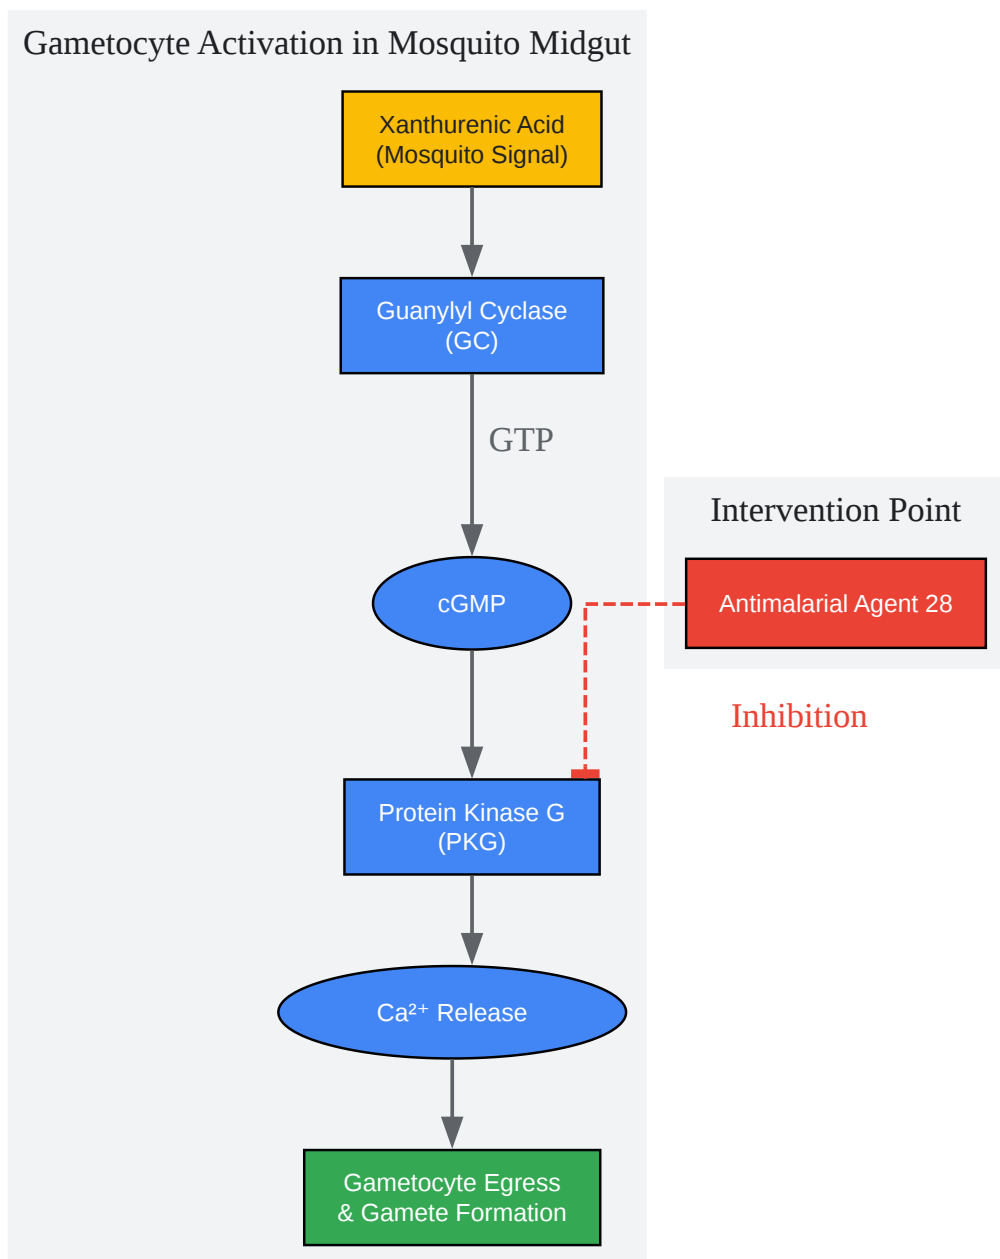 Gametocyte Activation in Mosquito Midgut
Xanthurenic Acid
(Mosquito Signal)
Guanylyl Cyclase
(GC)
GTP
Intervention Point
cGMP
Antimalarial Agent 28
Inhibition
Protein Kinase G
(PKG)
Ca²⁺ Release
Gametocyte Egress
& Gamete Formation